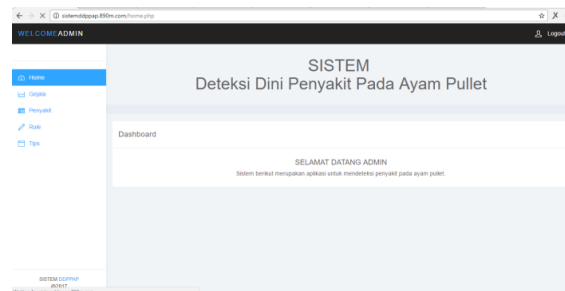 sistemddppap.890m.com/home.php
WELCOMEADMIN
Logout
SISTEM
Deteksi Dini Penyakit Pada Ayam Pullet
Home
Gejala
Penyakit
Rule
Tips
Dashboard
SELAMAT DATANG ADMIN
Sistem berikut merupakan aplikasi untuk mendeteksi penyakit pada ayam pullet.
SISTEM DDPPAP
@2017